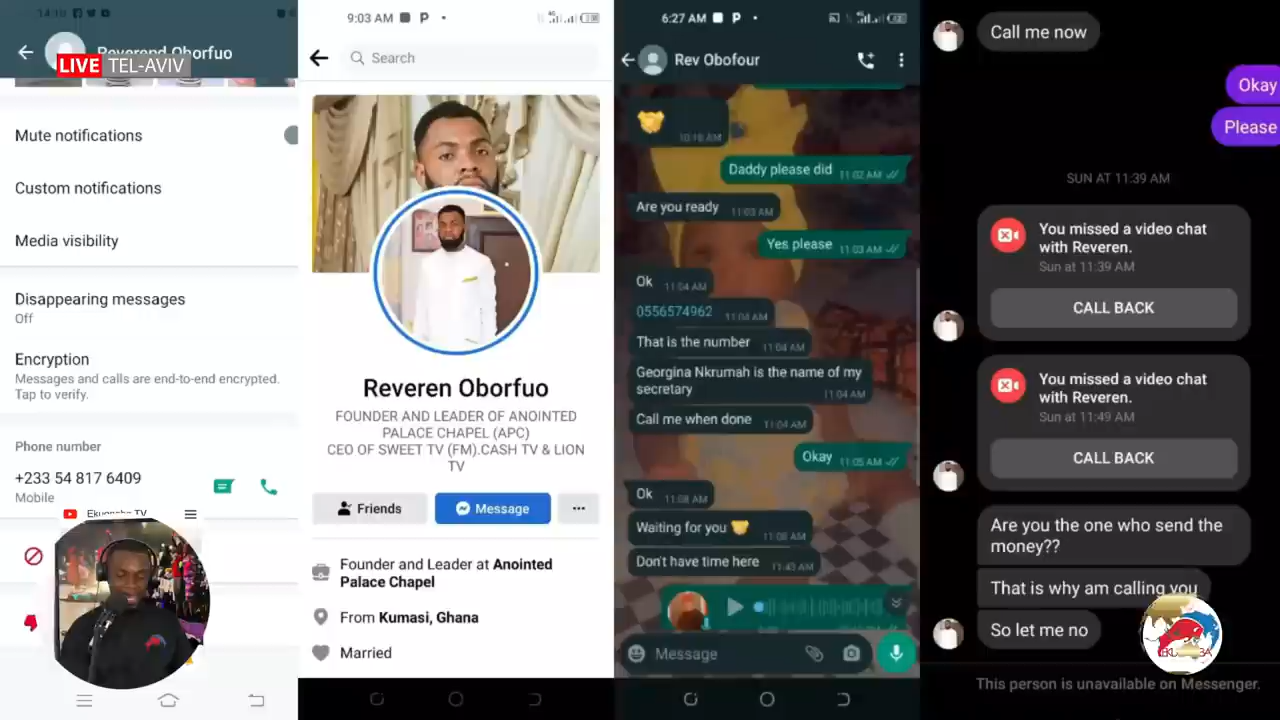 14:10
Reverend Oborfuo
LIVE TEL-AVIV
Mute notifications
Custom notifications
Media visibility
Disappearing messages
Off
Encryption
Messages and calls are end-to-end encrypted.
Tap to verify.
Phone number
+233 54 817 6409
Mobile
9:03 AM
Search
Reveren Oborfuo
FOUNDER AND LEADER OF ANOINTED
PALACE CHAPEL (APC)
CEO OF SWEET TV (FM).CASH TV & LION
TV
Friends
Message
Founder and Leader at Anointed
Palace Chapel
From Kumasi, Ghana
Married
6:27 AM
Rev Obofour
10:10 AM
Daddy please did 11:02 AM
Are you ready 11:03 AM
Yes please 11:03 AM
Ok 11:04 AM
0556574962 11:04 AM
That is the number 11:04 AM
Georgina Nkrumah is the name of my
secretary 11:04 AM
Call me when done 11:04 AM
Okay 11:05 AM
Ok 11:08 AM
Waiting for you 11:08 AM
Don't have time here 11:43 AM
Message
Call me now
Okay
Please
SUN AT 11:39 AM
You missed a video chat
with Reveren.
Sun at 11:39 AM
CALL BACK
You missed a video chat
with Reveren.
Sun at 11:49 AM
CALL BACK
Are you the one who send the
money??
That is why am calling you
So let me no
This person is unavailable on Messenger.